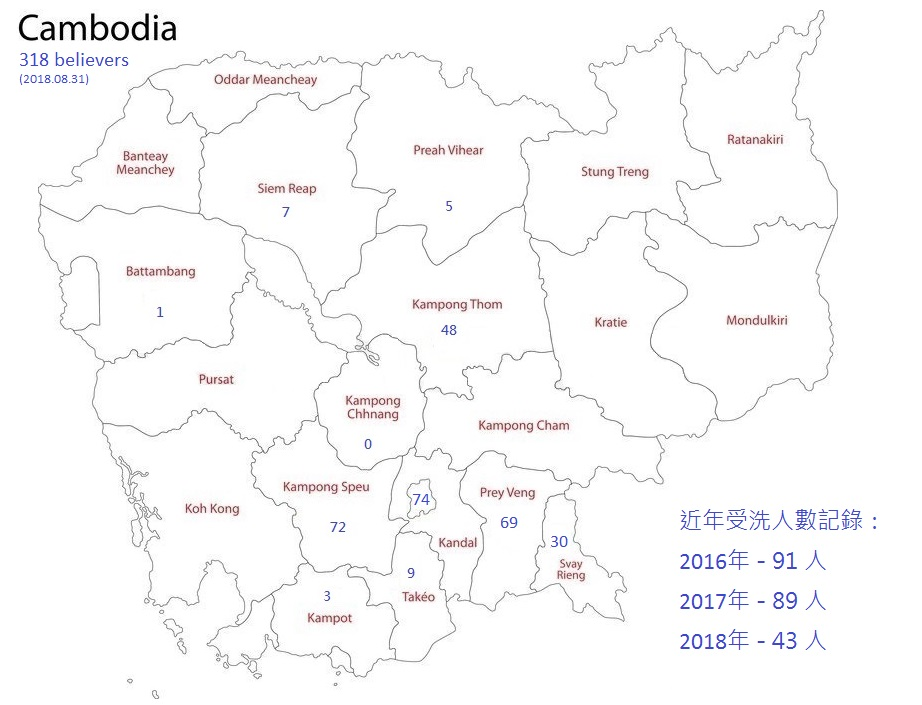 Cambodia
318 believers
(2018.08.31)
Oddar Meancheay
Ratanakiri
Preah Vihear
Banteay
Meanchey
Stung Treng
Siem Reap
7
5
Battambang
1
Kampong Thom
48
Kratie
Mondulkiri
Pursat
Kampong
Chhnang
0
Kampong Cham
Kampong Speu
72
74
Prey Veng
69
Koh Kong
Kandal
30
Svay
Rieng
9
Takéo
3
Kampot
近年受洗人數記錄：
2016年 - 91 人
2017年 - 89 人
2018年 - 43 人